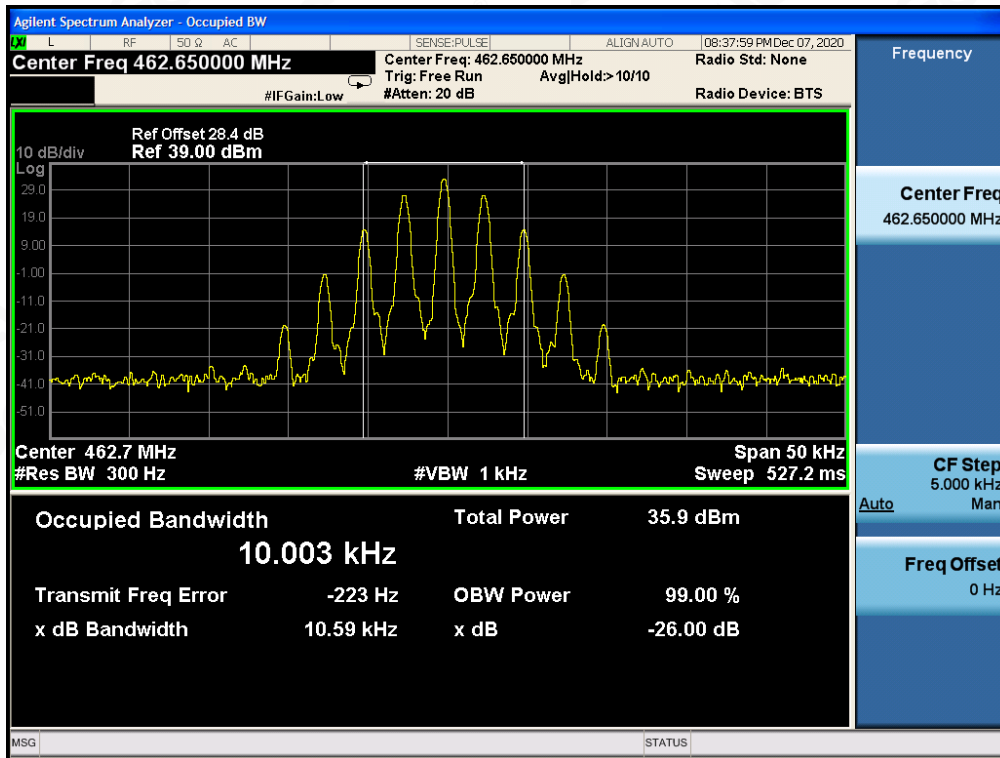 Agilent Spectrum Analyzer - Occupied BW
LXI L RF 50 Ω AC SENSE:PULSE ALIGN AUTO 08:37:59 PM Dec 07, 2020
Center Freq 462.650000 MHz
Center Freq: 462.650000 MHz
Radio Std: None
Trig: Free Run Avg|Hold:> 10/10
#IFGain:Low
#Atten: 20 dB
Radio Device: BTS
Ref Offset 28.4 dB
10 dB/div Ref 39.00 dBm
Log
29.0
19.0
9.00
-1.00
-11.0
-21.0
-31.0
-41.0
-51.0
Center 462.7 MHz Span 50 kHz
#Res BW 300 Hz #VBW 1 kHz Sweep 527.2 ms
Occupied Bandwidth Total Power 35.9 dBm
10.003 kHz
Transmit Freq Error -223 Hz OBW Power 99.00 %
x dB Bandwidth 10.59 kHz x dB -26.00 dB
MSG STATUS
Frequency
Center Freq
462.650000 MHz
CF Step
5.000 kHz
Auto Man
Freq Offset
0 Hz